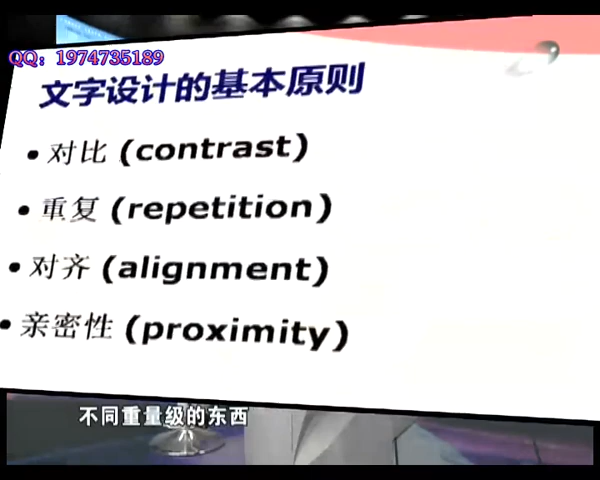 QQ：1974735189
文字设计的基本原则
• 对比 (contrast)
• 重复 (repetition)
• 对齐 (alignment)
• 亲密性 (proximity)
不同重量级的东西